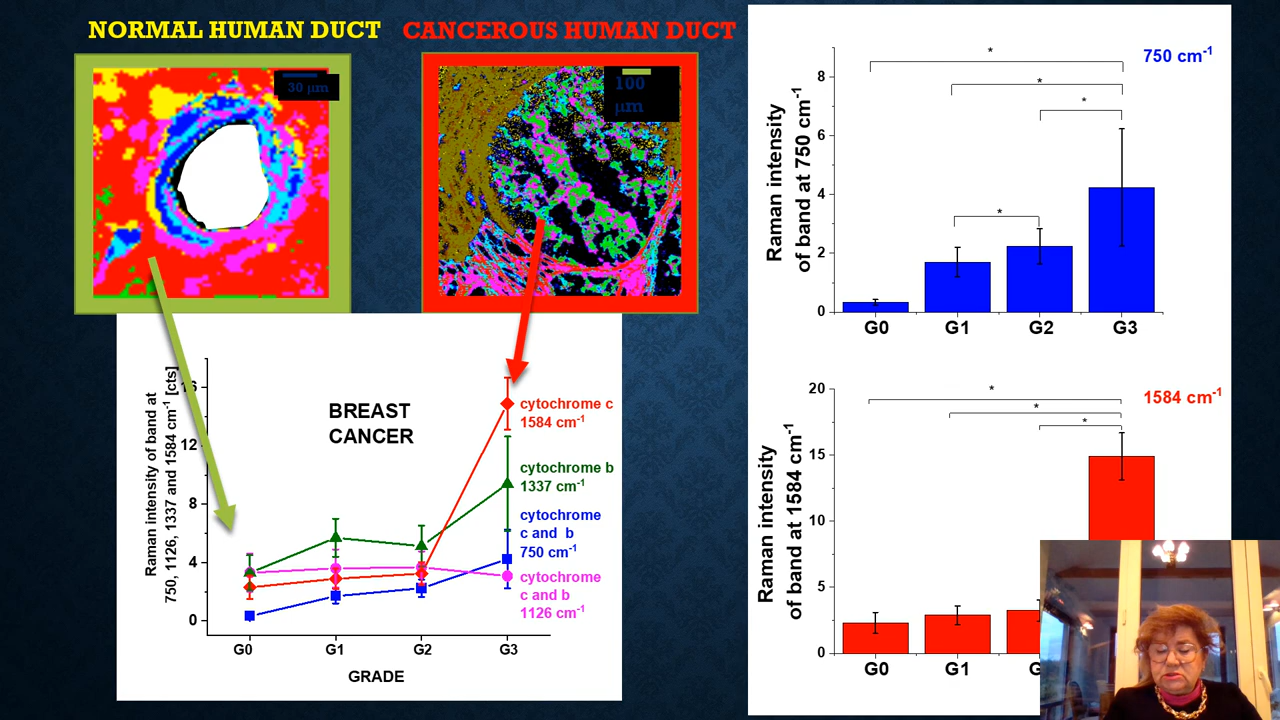 NORMAL HUMAN DUCT
CANCEROUS HUMAN DUCT
30 µm
100
µm
Raman intensity of band at
750, 1126, 1337 and 1584 cm-1 [cts]
16
12
8
4
0
BREAST
CANCER
cytochrome c
1584 cm-1
cytochrome b
1337 cm-1
cytochrome
c and b
750 cm-1
cytochrome
c and b
1126 cm-1
G0 G1 G2 G3
GRADE
750 cm-1
Raman intensity
of band at 750 cm-1
8
6
4
2
0
*
*
*
*
G0 G1 G2 G3
1584 cm-1
Raman intensity
of band at 1584 cm-1
20
15
10
5
0
*
*
*
G0 G1 G